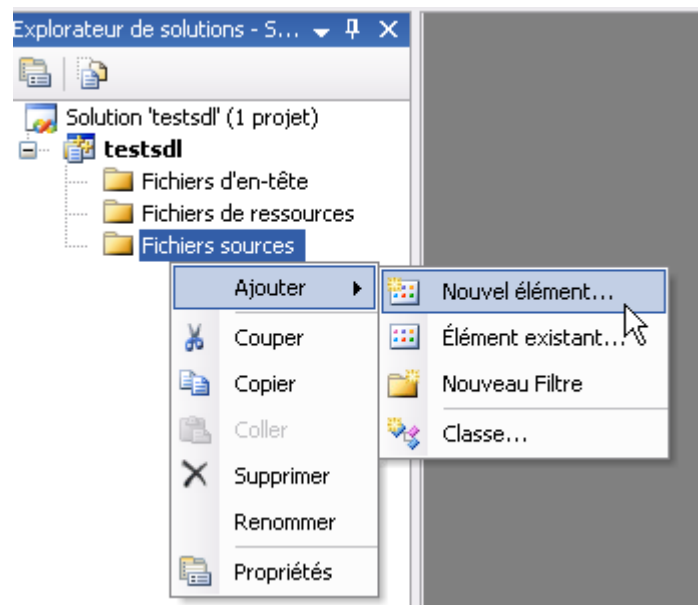 Explorateur de solutions - S...
Solution 'testsdl' (1 projet)
testsdl
Fichiers d'en-tête
Fichiers de ressources
Fichiers sources
Ajouter
Couper
Copier
Coller
Supprimer
Renommer
Propriétés
Nouvel élément...
Élément existant...
Nouveau Filtre
Classe...